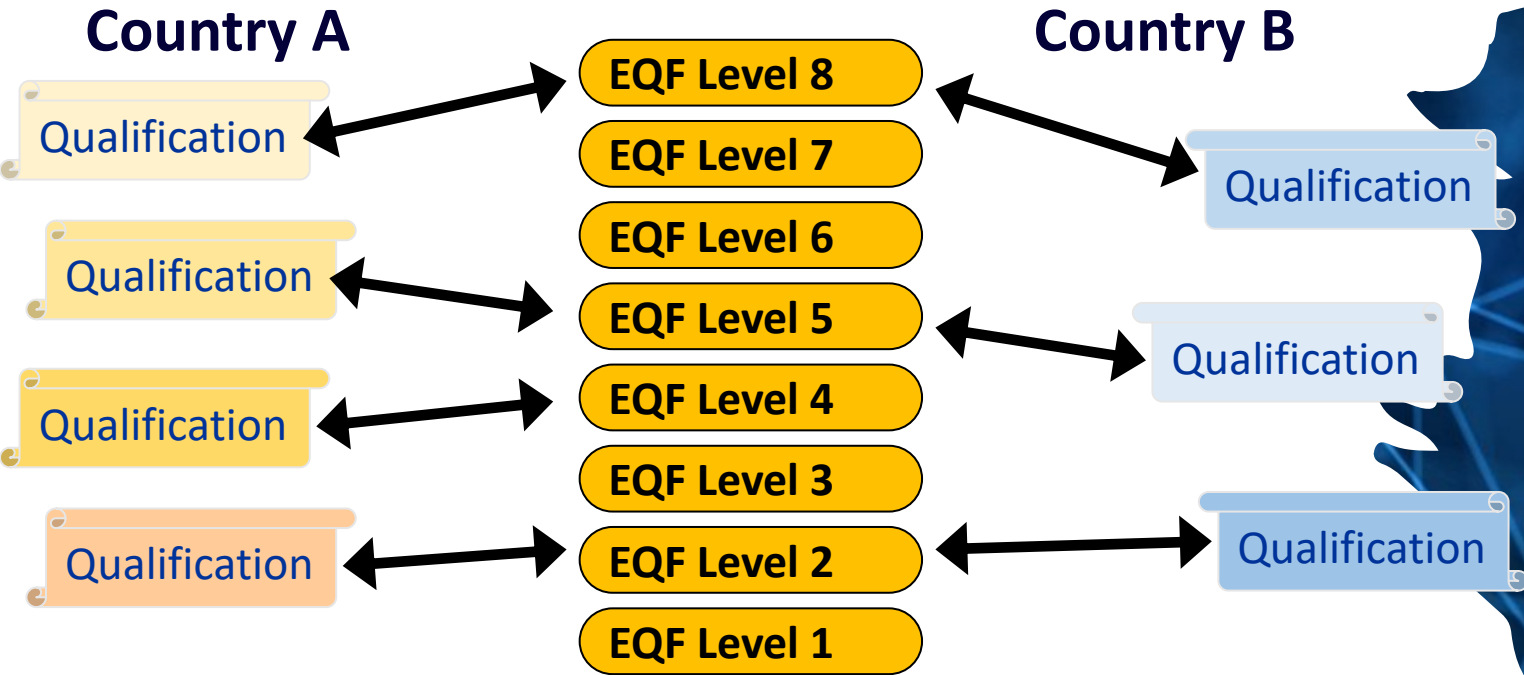 Country A
Country B
EQF Level 8
Qualification
EQF Level 7
Qualification
EQF Level 6
Qualification
EQF Level 5
Qualification
EQF Level 4
Qualification
EQF Level 3
EQF Level 2
Qualification
Qualification
EQF Level 1